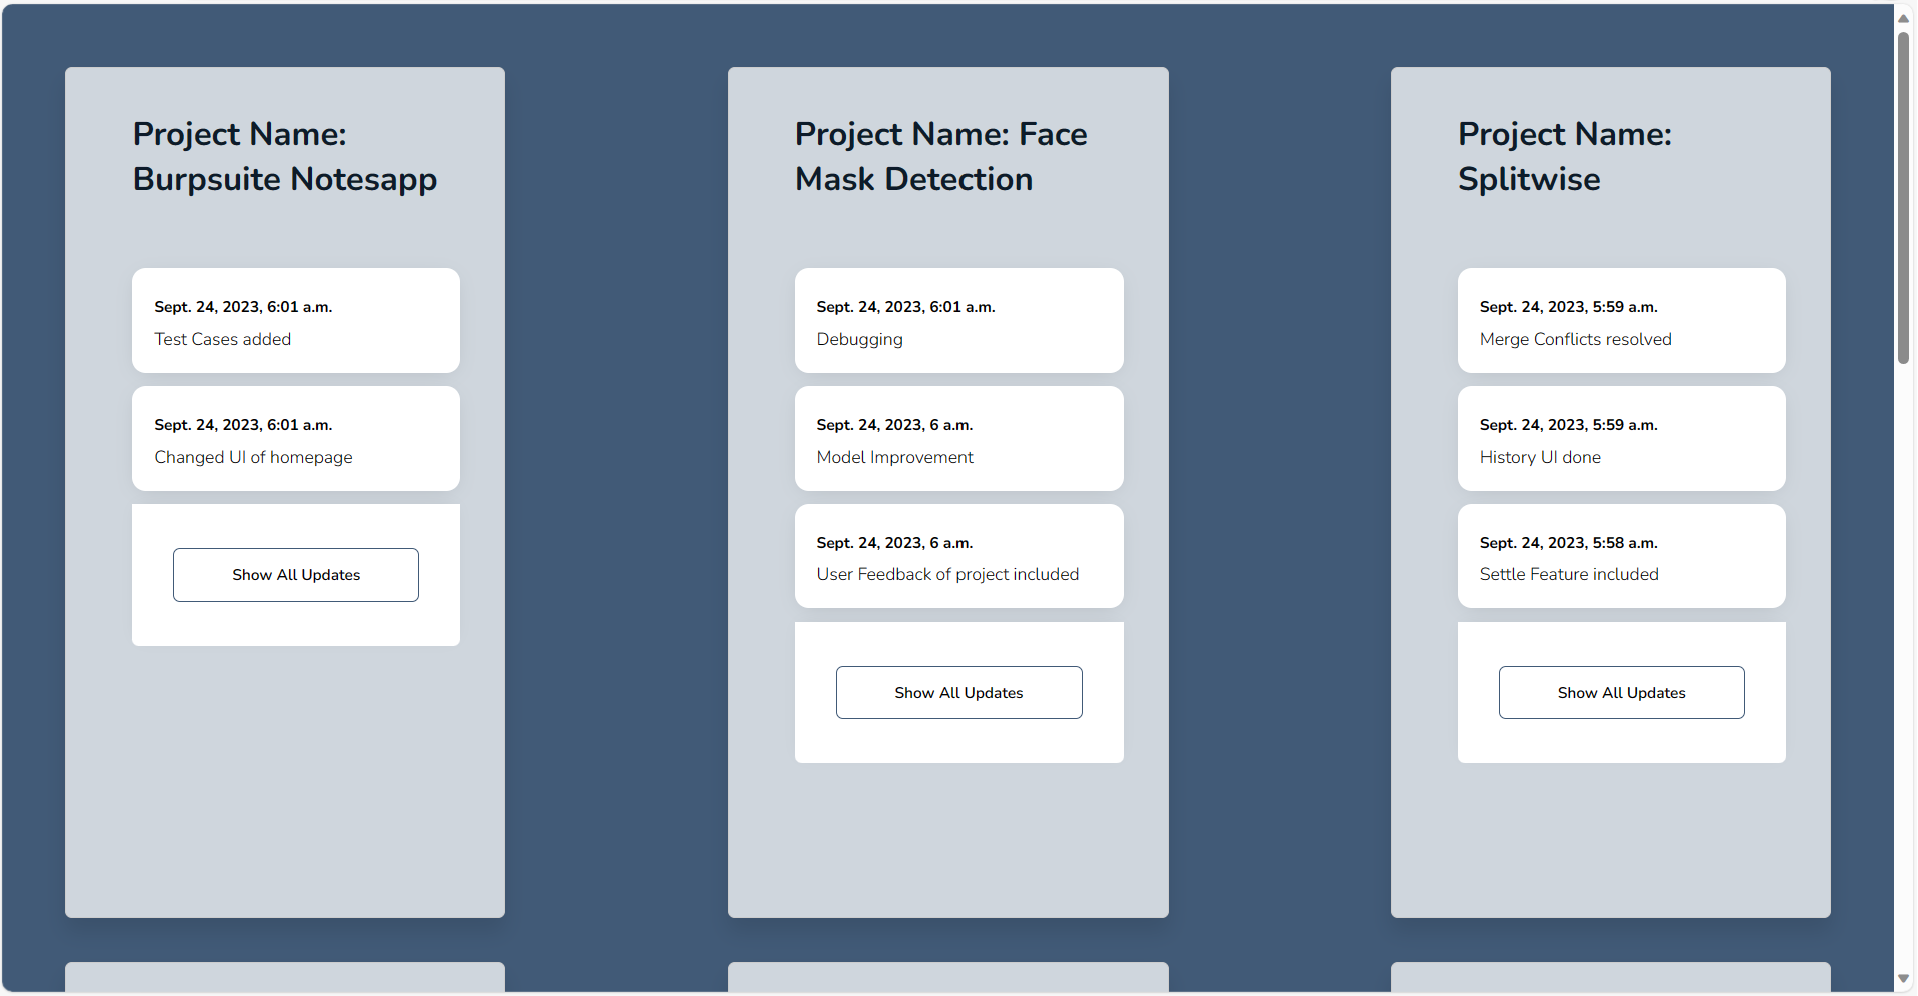 Project Name:
Burpsuite Notesapp
Sept. 24, 2023, 6:01 a.m.
Test Cases added
Sept. 24, 2023, 6:01 a.m.
Changed UI of homepage
Show All Updates
Project Name: Face
Mask Detection
Sept. 24, 2023, 6:01 a.m.
Debugging
Sept. 24, 2023, 6 a.m.
Model Improvement
Sept. 24, 2023, 6 a.m.
User Feedback of project included
Show All Updates
Project Name:
Splitwise
Sept. 24, 2023, 5:59 a.m.
Merge Conflicts resolved
Sept. 24, 2023, 5:59 a.m.
History UI done
Sept. 24, 2023, 5:58 a.m.
Settle Feature included
Show All Updates